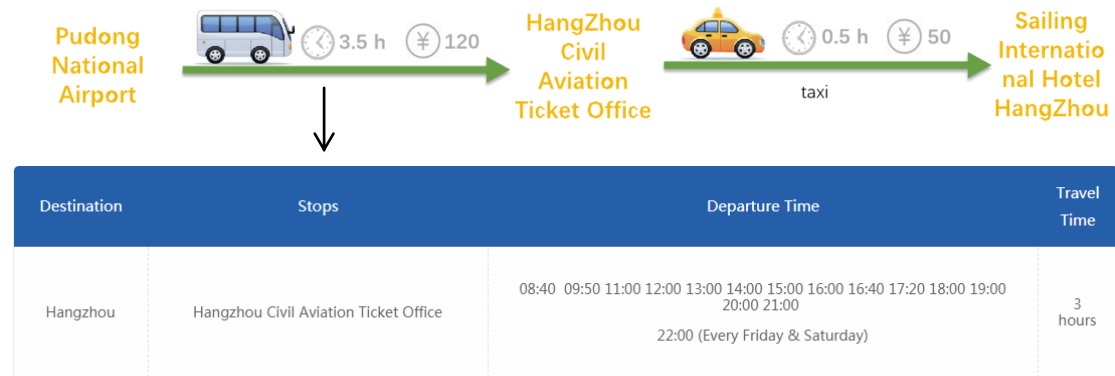 Pudong
National
Airport
3.5 h
¥ 120
HangZhou
Civil
Aviation
Ticket Office
0.5 h
¥ 50
taxi
Sailing
Internatio
nal Hotel
HangZhou
Destination
Stops
Departure Time
Travel
Time
Hangzhou
Hangzhou Civil Aviation Ticket Office
08:40 09:50 11:00 12:00 13:00 14:00 15:00 16:00 16:40 17:20 18:00 19:00
20:00 21:00
22:00 (Every Friday & Saturday)
3
hours